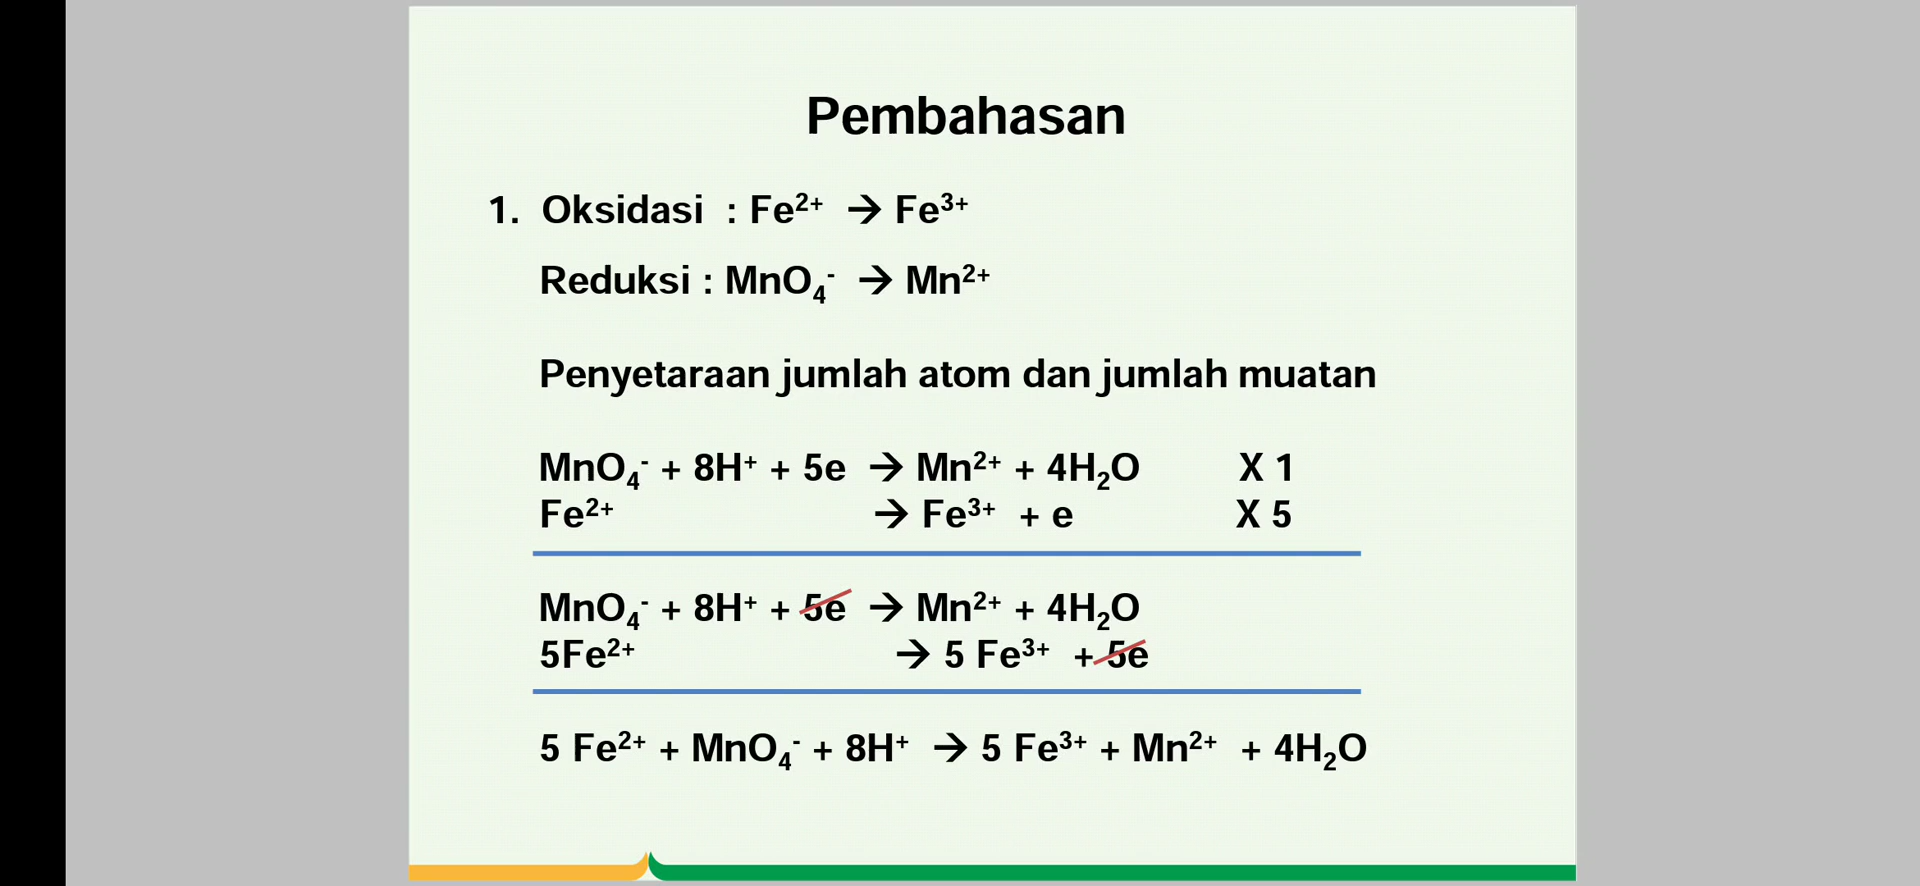 Pembahasan
1. Oksidasi : Fe²⁺ → Fe³⁺
Reduksi : MnO₄⁻ → Mn²⁺
Penyetaraan jumlah atom dan jumlah muatan
MnO₄⁻ + 8H⁺ + 5e → Mn²⁺ + 4H₂O X 1
Fe²⁺ → Fe³⁺ + e X 5
MnO₄⁻ + 8H⁺ + 5e → Mn²⁺ + 4H₂O
5Fe²⁺ → 5 Fe³⁺ + 5e
5 Fe²⁺ + MnO₄⁻ + 8H⁺ → 5 Fe³⁺ + Mn²⁺ + 4H₂O